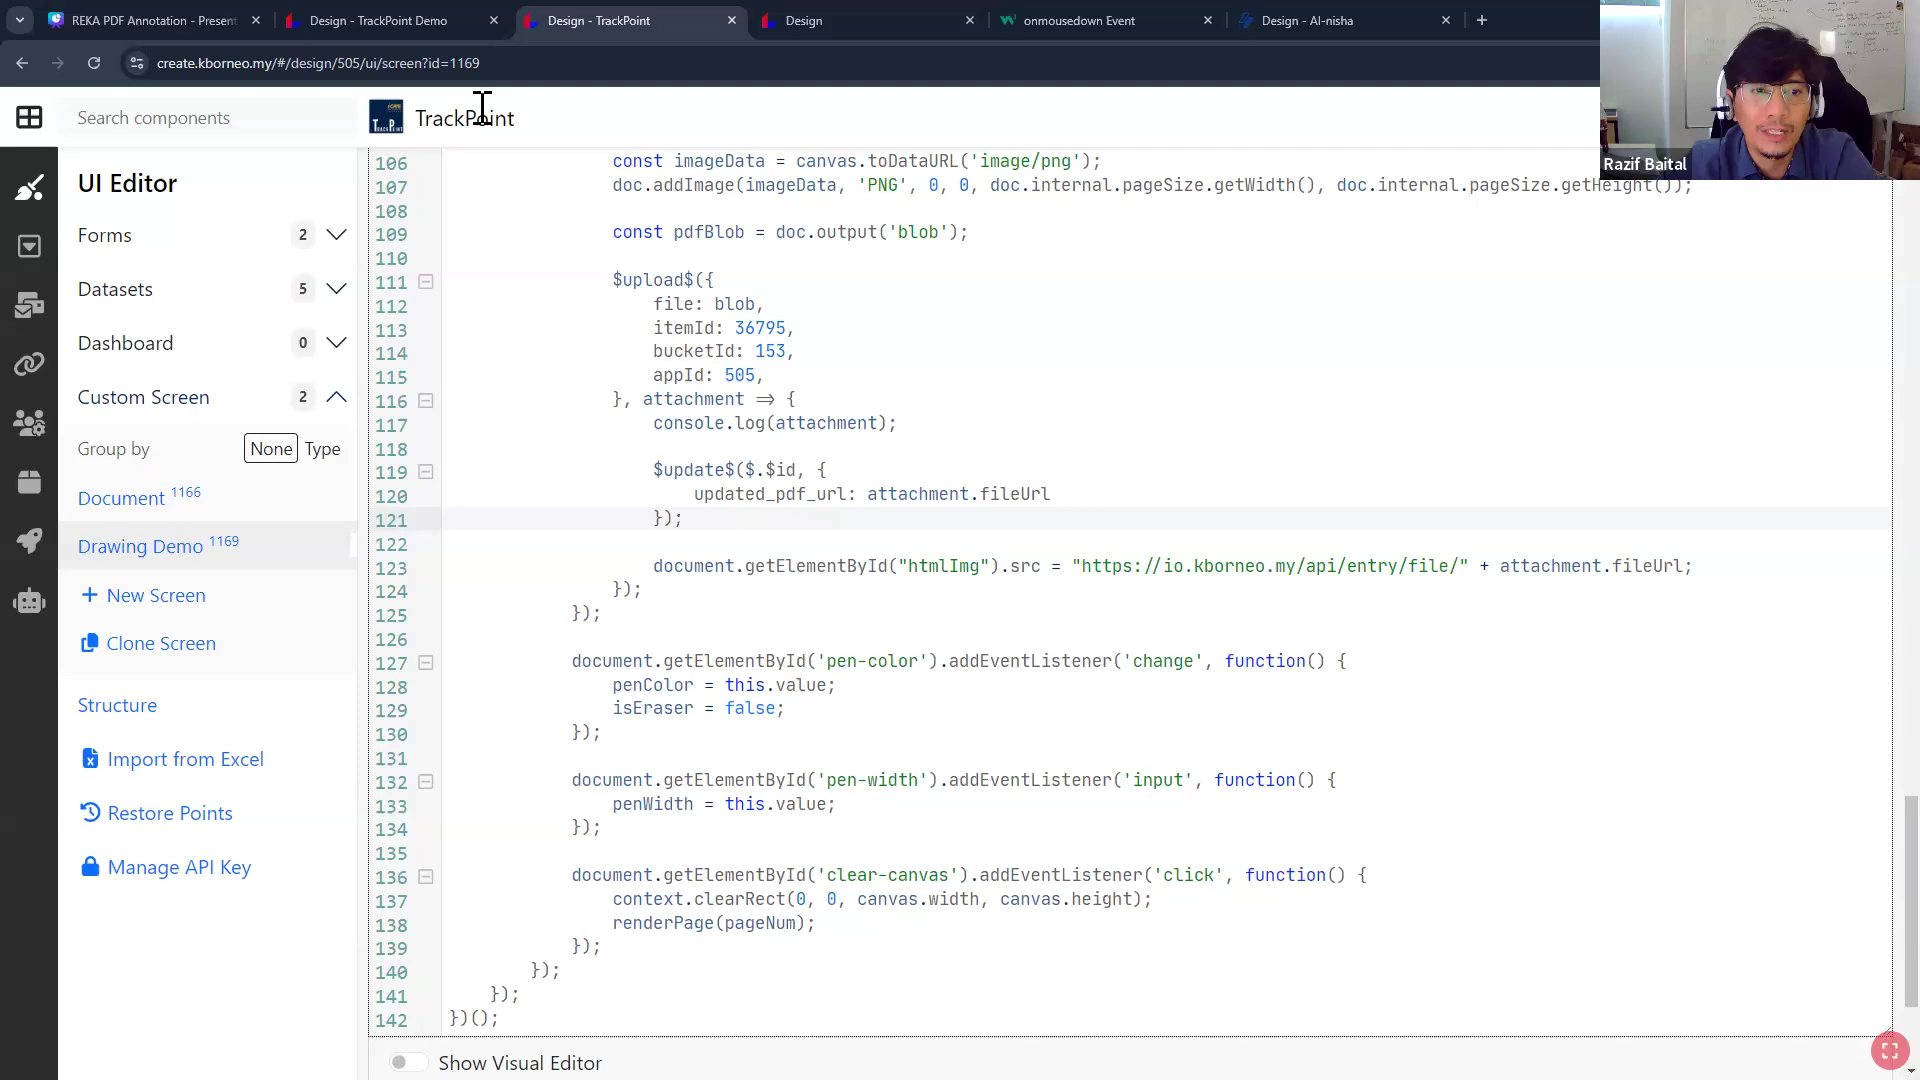 REKA PDF Annotation - Present
Design - TrackPoint Demo
Design - TrackPoint
Design
onmousedown Event
Design - Al-nisha
create.kborneo.my/#/design/505/ui/screen?id=1169
Search components
TrackPoint
Razif Baital
UI Editor
Forms 2
Datasets 5
Dashboard 0
Custom Screen 2
Group by None Type
Document 1166
Drawing Demo 1169
New Screen
Clone Screen
Structure
Import from Excel
Restore Points
Manage API Key
106 const imageData = canvas.toDataURL('image/png');
107 doc.addImage(imageData, 'PNG', 0, 0, doc.internal.pageSize.getWidth(), doc.internal.pageSize.getHeight());
108
109 const pdfBlob = doc.output('blob');
110
111 $upload$({
112 file: blob,
113 itemId: 36795,
114 bucketId: 153,
115 appId: 505,
116 }, attachment => {
117 console.log(attachment);
118
119 $update$($.$id, {
120 updated_pdf_url: attachment.fileUrl
121 });
122
123 document.getElementById("htmlImg").src = "https://io.kborneo.my/api/entry/file/" + attachment.fileUrl;
124 });
125 });
126
127 document.getElementById('pen-color').addEventListener('change', function() {
128 penColor = this.value;
129 isEraser = false;
130 });
131
132 document.getElementById('pen-width').addEventListener('input', function() {
133 penWidth = this.value;
134 });
135
136 document.getElementById('clear-canvas').addEventListener('click', function() {
137 context.clearRect(0, 0, canvas.width, canvas.height);
138 renderPage(pageNum);
139 });
140 });
141 });
142 })();
Show Visual Editor